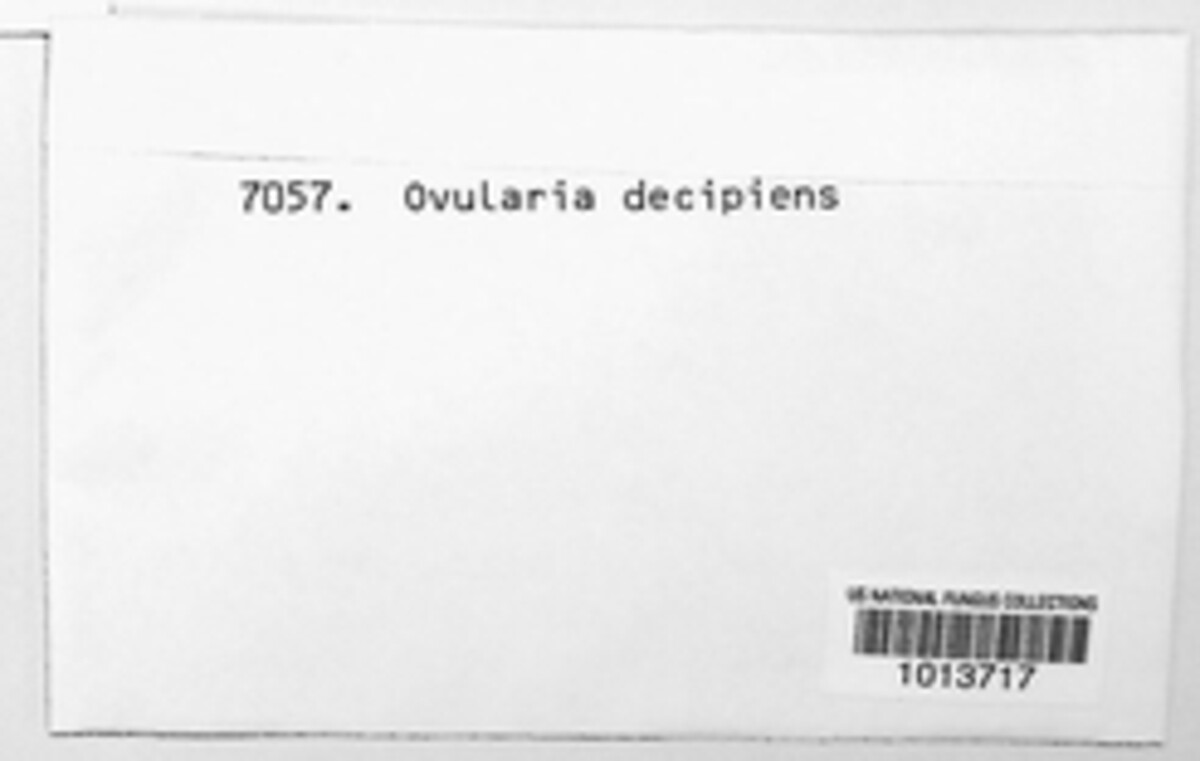 7057. Ovularia decipiens
US NATIONAL FUNGUS COLLECTIONS
1013717